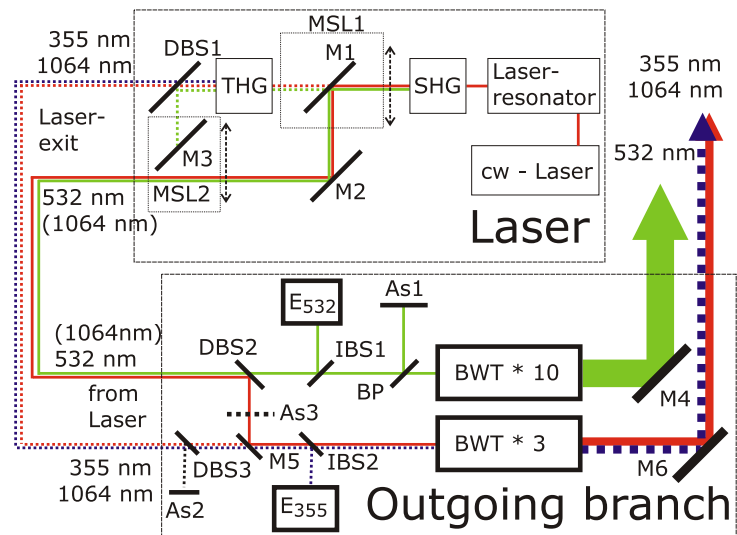 MSL1
355 nm
1064 nm
DBS1
M1
THG
SHG
Laser-
resonator
355 nm
1064 nm
Laser-
exit
M3
MSL2
M2
cw - Laser
532 nm
532 nm
(1064 nm)
Laser
E532
As1
(1064nm)
532 nm
DBS2
IBS1
BP
BWT * 10
M4
from
Laser
As3
BWT * 3
M5
IBS2
DBS3
M6
355 nm
1064 nm
As2
E355
Outgoing branch